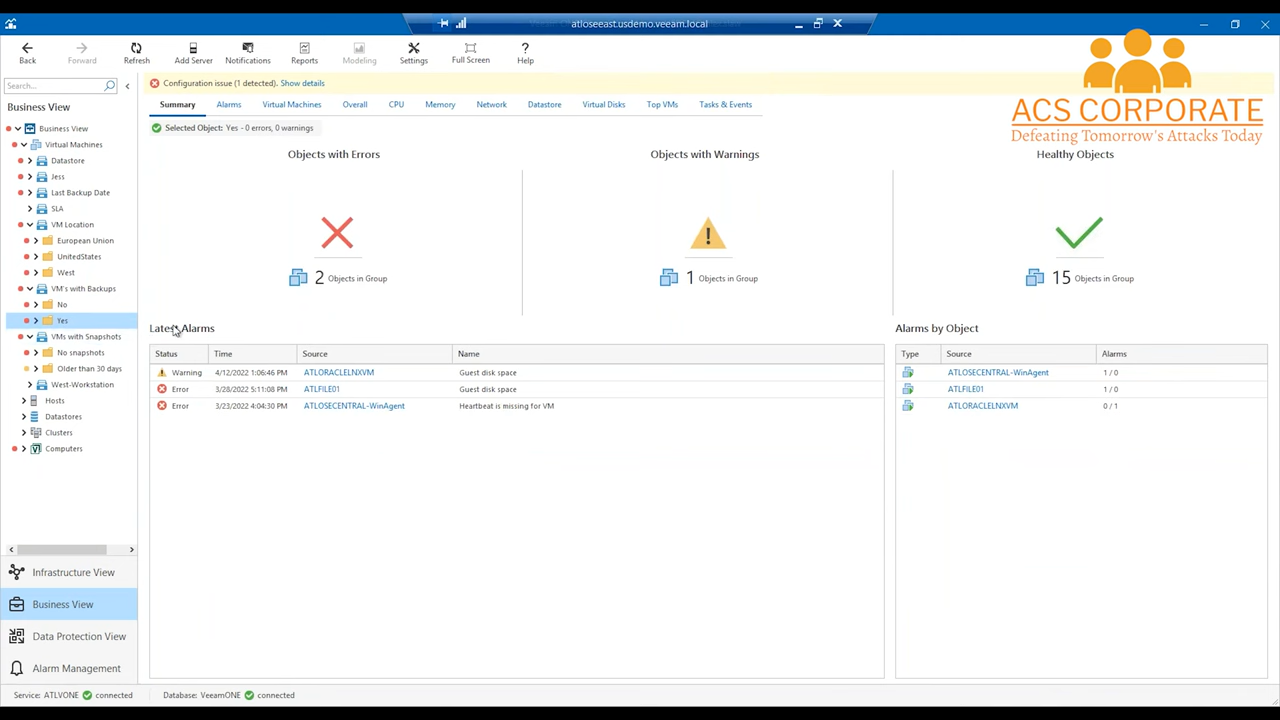 atloseeast.usdemo.veeam.local
Back
Forward
Refresh
Add Server
Notifications
Reports
Modeling
Settings
Full Screen
Help
ACS CORPORATE
Defeating Tomorrow's Attacks Today
Search...
Configuration issue (1 detected). Show details
Business View
Summary
Alarms
Virtual Machines
Overall
CPU
Memory
Network
Datastore
Virtual Disks
Top VMs
Tasks & Events
Selected Object: Yes - 0 errors, 0 warnings
Business View
Virtual Machines
Datastore
Jess
Last Backup Date
SLA
VM Location
European Union
UnitedStates
West
VM's with Backups
No
Yes
VMs with Snapshots
No snapshots
Older than 30 days
West-Workstation
Hosts
Datastores
Clusters
Computers
Objects with Errors
2 Objects in Group
Objects with Warnings
1 Objects in Group
Healthy Objects
15 Objects in Group
Latest Alarms
Status Time Source Name
Warning 4/12/2022 1:06:46 PM ATLORACLELNXVM Guest disk space
Error 3/28/2022 5:11:08 PM ATLFILE01 Guest disk space
Error 3/23/2022 4:04:30 PM ATLOSECENTRAL-WinAgent Heartbeat is missing for VM
Alarms by Object
Type Source Alarms
ATLOSECENTRAL-WinAgent 1 / 0
ATLFILE01 1 / 0
ATLORACLELNXVM 0 / 1
Infrastructure View
Business View
Data Protection View
Alarm Management
Service: ATLVONE connected
Database: VeeamONE connected